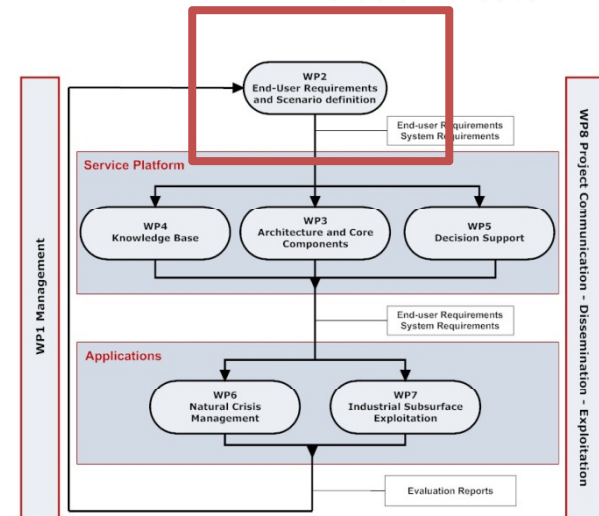 WP2
End-User Requirements
and Scenario definition
End-user Requirements
System Requirements
Service Platform
WP4
Knowledge Base
WP3
Architecture and Core
Components
WP5
Decision Support
End-user Requirements
System Requirements
Applications
WP6
Natural Crisis
Management
WP7
Industrial Subsurface
Exploitation
Evaluation Reports
WP1 Management
WP8 Project Communication - Dissemination - Exploitation